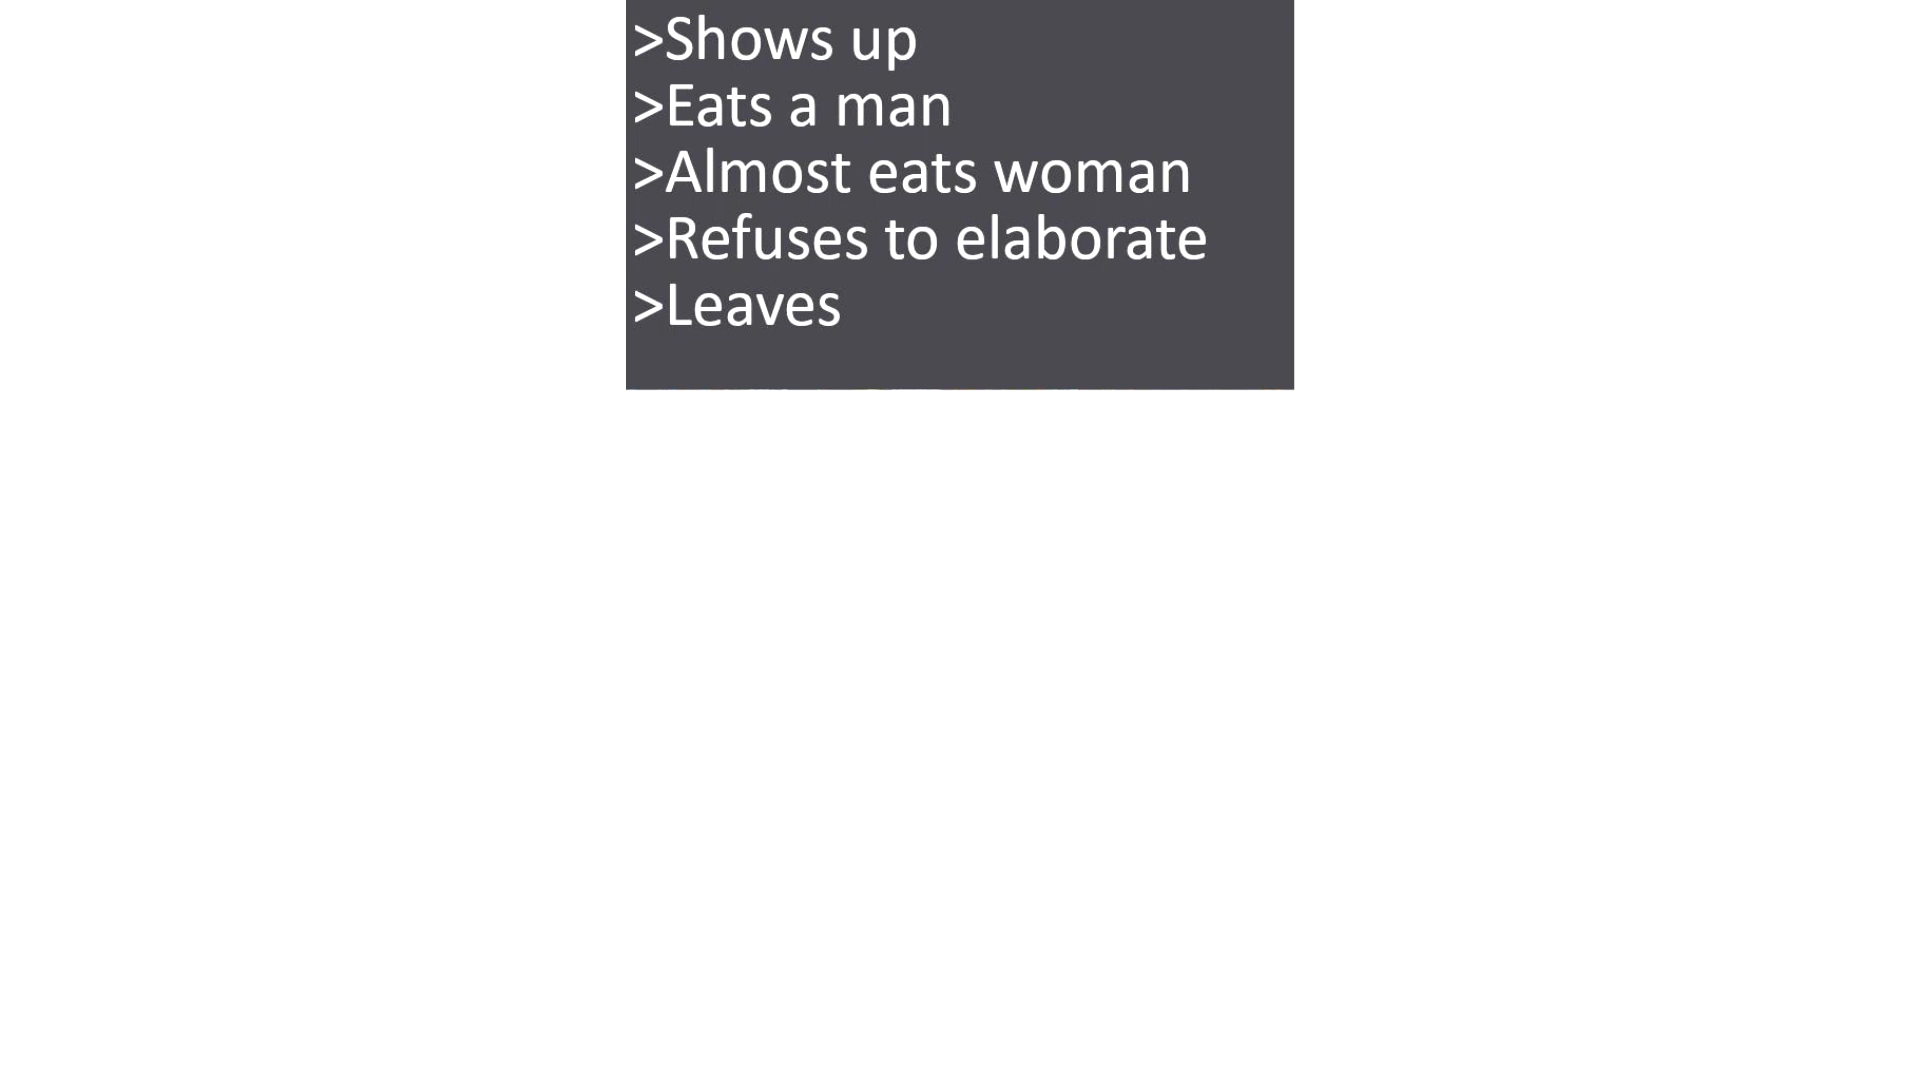 >Shows up
>Eats a man
>Almost eats woman
>Refuses to elaborate
>Leaves